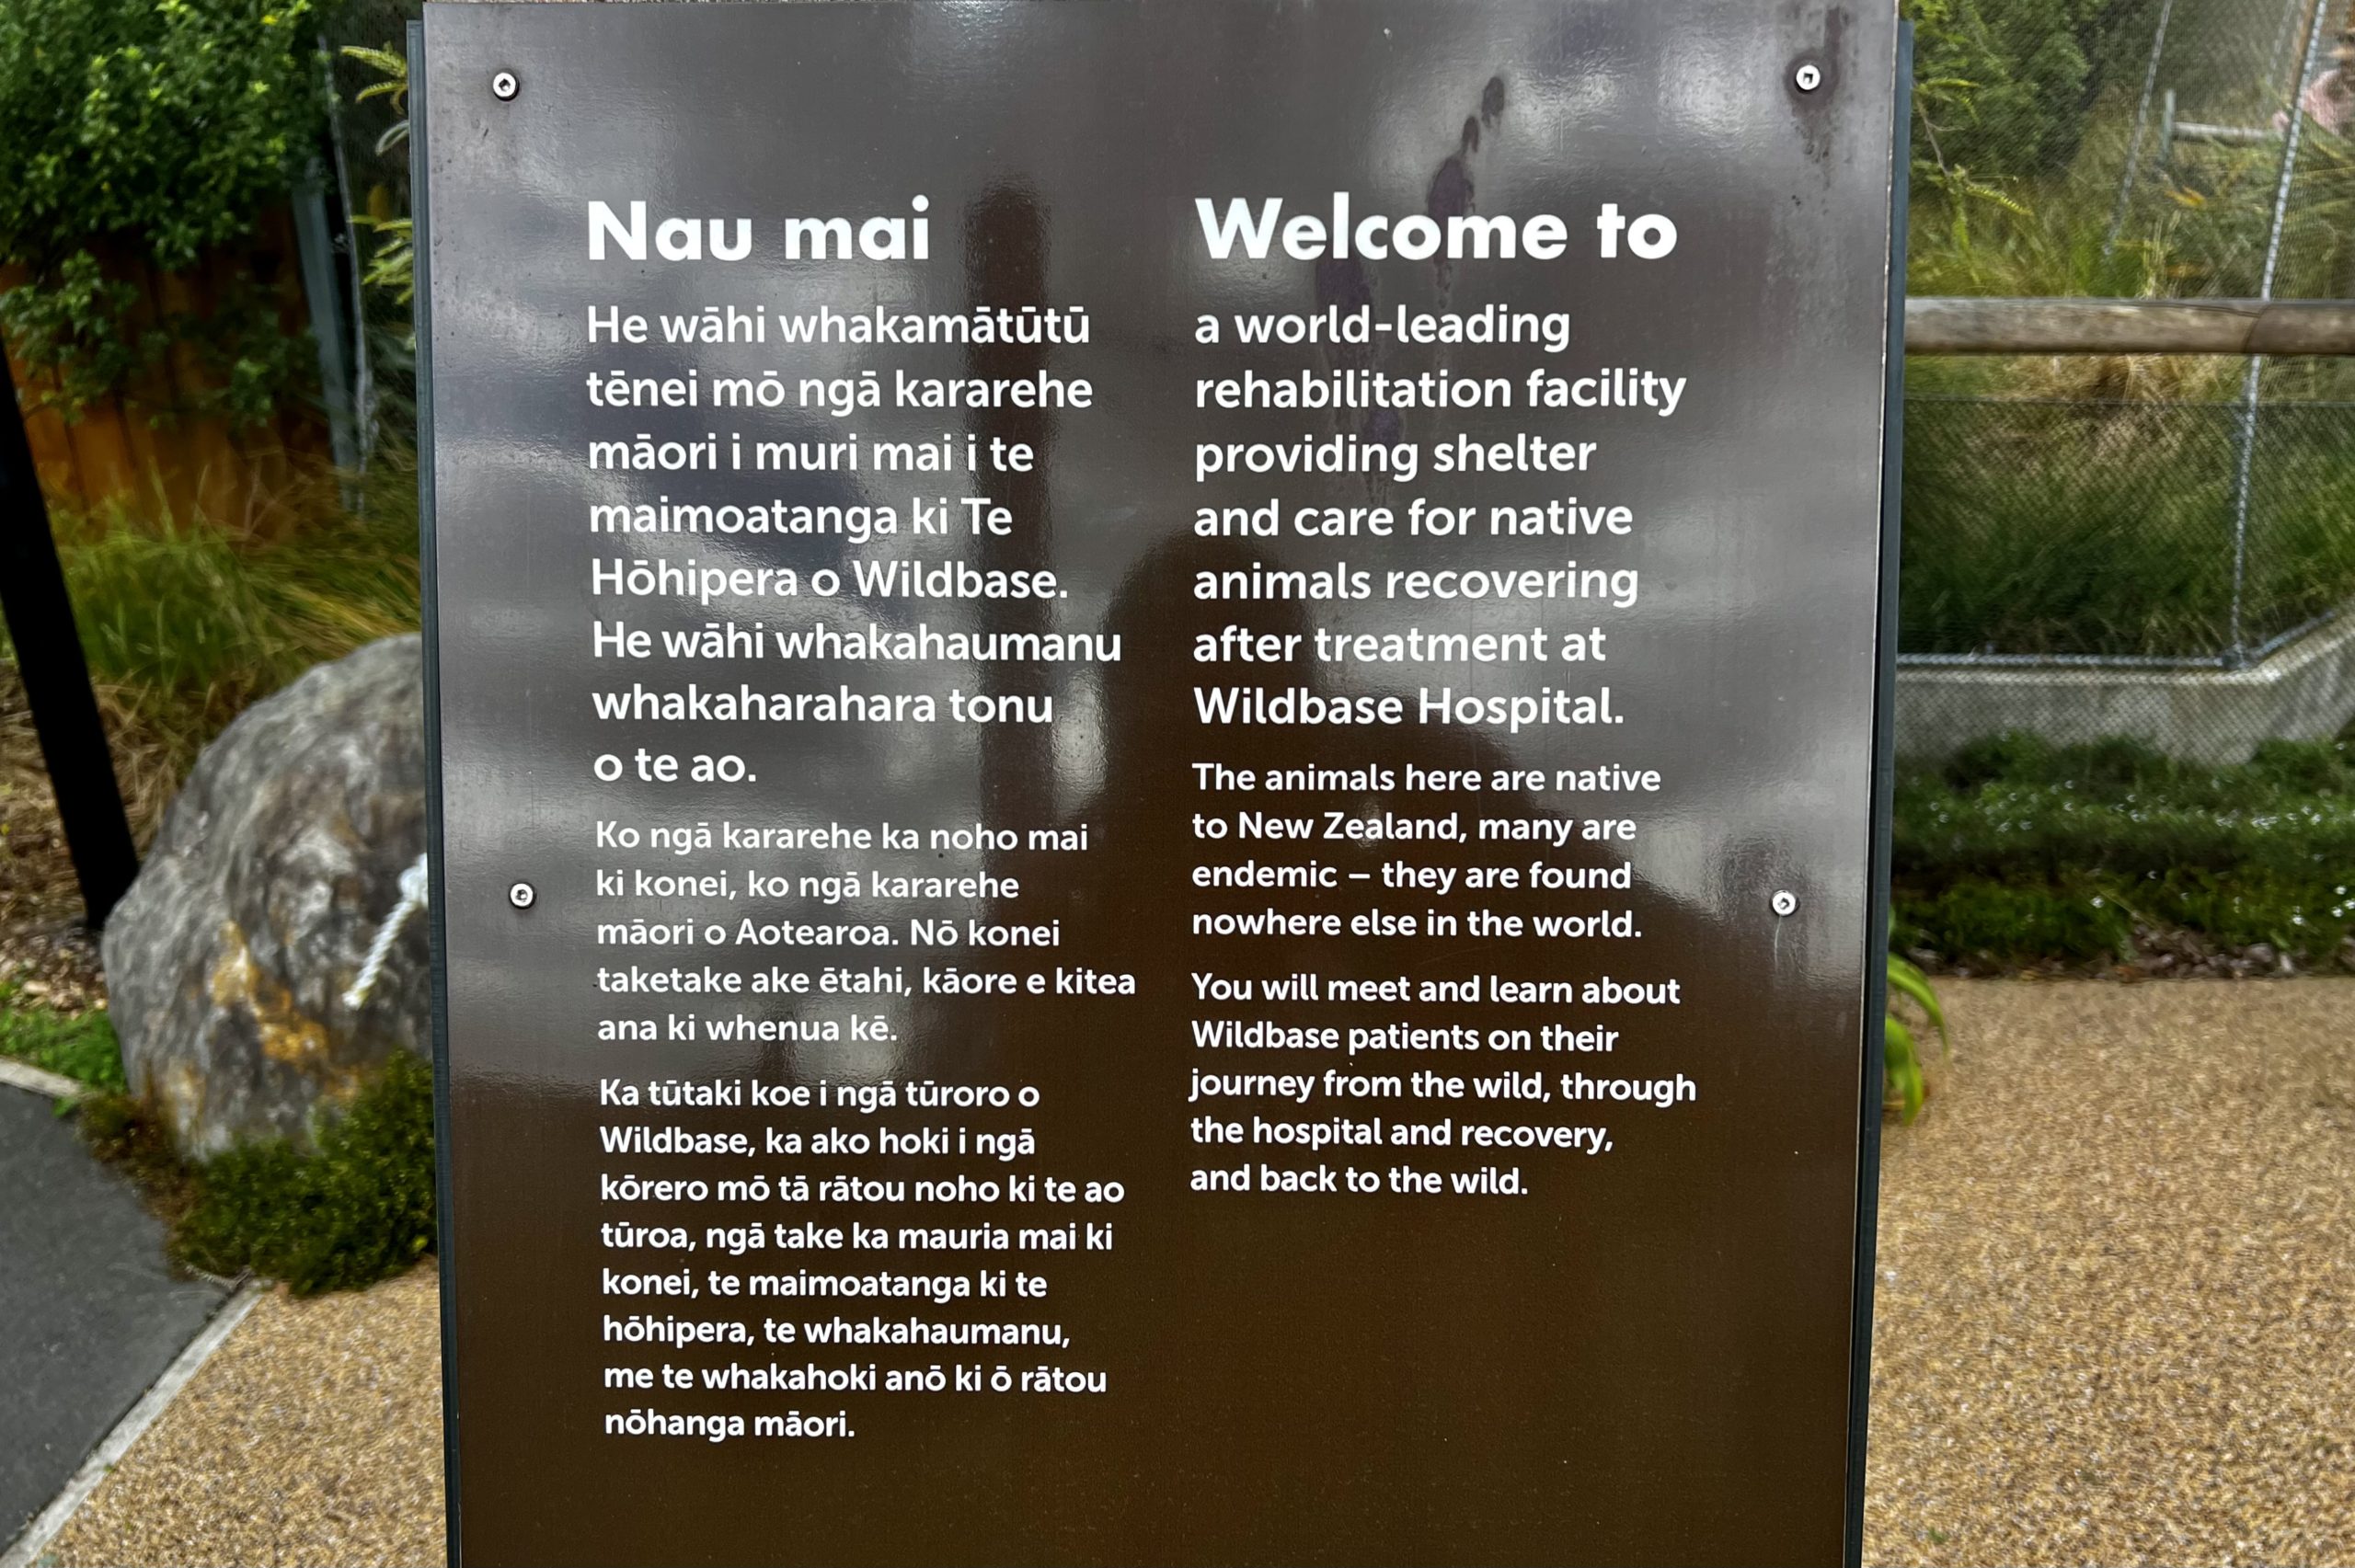 Nau mai
He wāhi whakamātūtū
tēnei mō ngā kararehe
māori i muri mai i te
maimoatanga ki Te
Hōhipera o Wildbase.
He wāhi whakahaumanu
whakaharahara tonu
o te ao.
Ko ngā kararehe ka noho mai
ki konei, ko ngā kararehe
māori o Aotearoa. Nō konei
taketake ake ētahi, kāore e kitea
ana ki whenua kē.
Ka tūtaki koe i ngā tūroro o
Wildbase, ka ako hoki i ngā
kōrero mō tā rātou noho ki te ao
tūroa, ngā take ka mauria mai ki
konei, te maimoatanga ki te
hōhipera, te whakahaumanu,
me te whakahoki anō ki ō rātou
nōhanga māori.
Welcome to
a world-leading
rehabilitation facility
providing shelter
and care for native
animals recovering
after treatment at
Wildbase Hospital.
The animals here are native
to New Zealand, many are
endemic – they are found
nowhere else in the world.
You will meet and learn about
Wildbase patients on their
journey from the wild, through
the hospital and recovery,
and back to the wild.